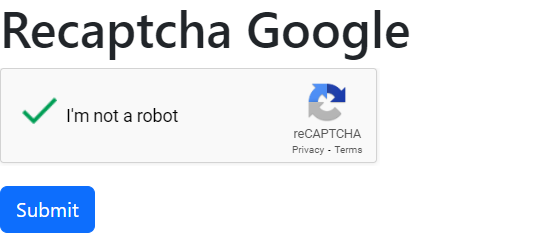 Recaptcha Google
I'm not a robot
reCAPTCHA
Privacy - Terms
Submit